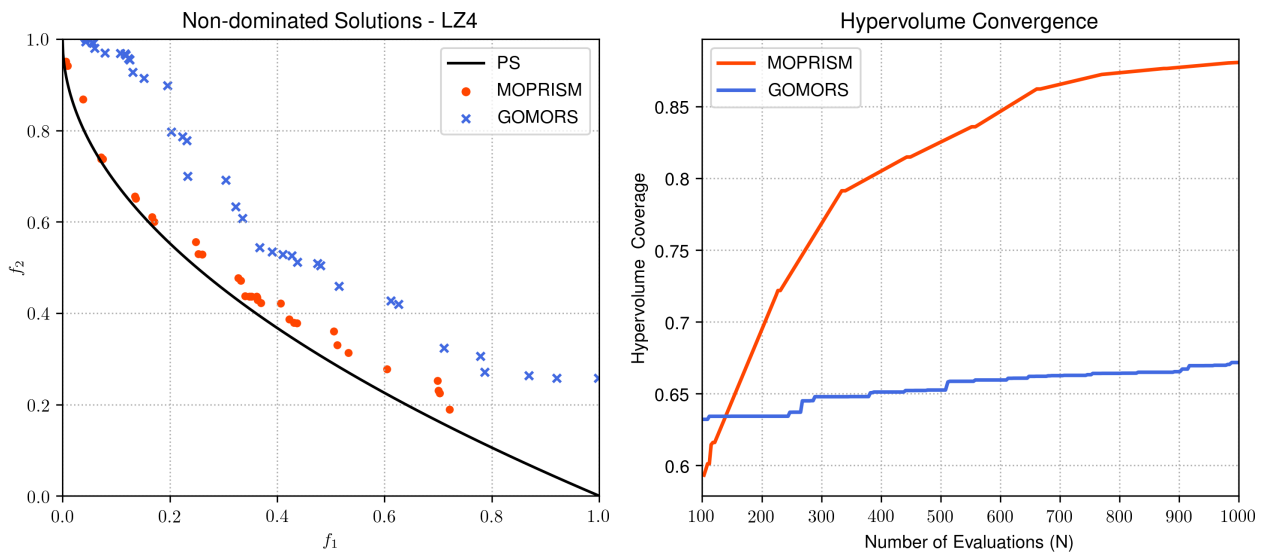 Non-dominated Solutions - LZ4
1.0
0.8
0.6
0.4
0.2
0.0
f2
PS
MOPRISM
GOMORS
0.0 0.2 0.4 0.6 0.8 1.0
f1
Hypervolume Convergence
MOPRISM
GOMORS
0.85
0.8
0.75
0.7
0.65
0.6
Hypervolume Coverage
100 200 300 400 500 600 700 800 900 1000
Number of Evaluations (N)